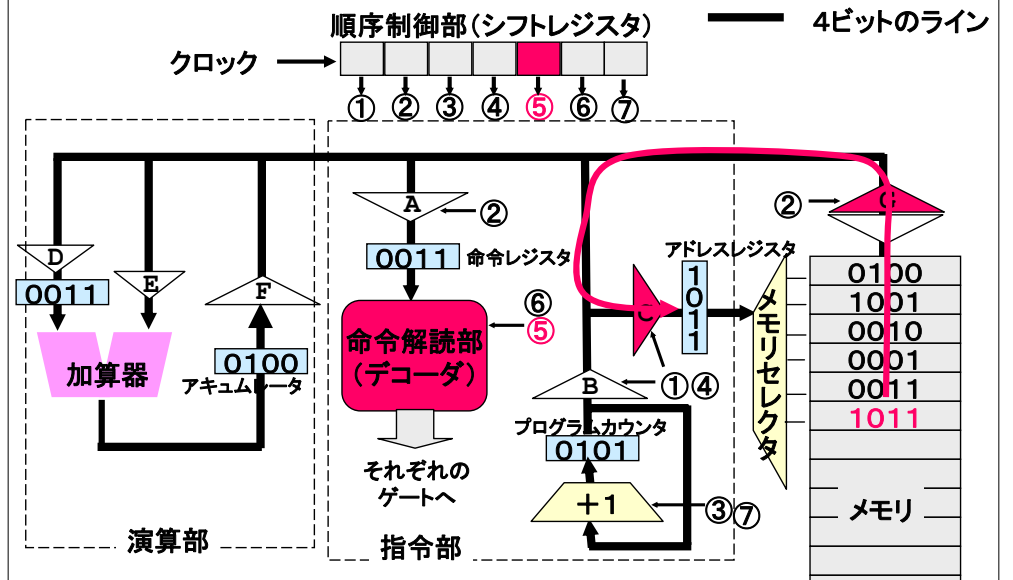 順序制御部（シフトレジスタ）
4ビットのライン
クロック
① ② ③ ④ ⑤ ⑥ ⑦
A
②
0011
命令レジスタ
命令解読部
（デコーダ）
⑥
⑤
それぞれの
ゲートへ
指令部
D
0011
E
F
加算器
0100
アキュムレータ
演算部
C
①④
B
プログラムカウンタ
0101
＋1
③⑦
アドレスレジスタ
1
0
1
1
メモリセレクタ
②
G
0100
1001
0010
0001
0011
1011
メモリ